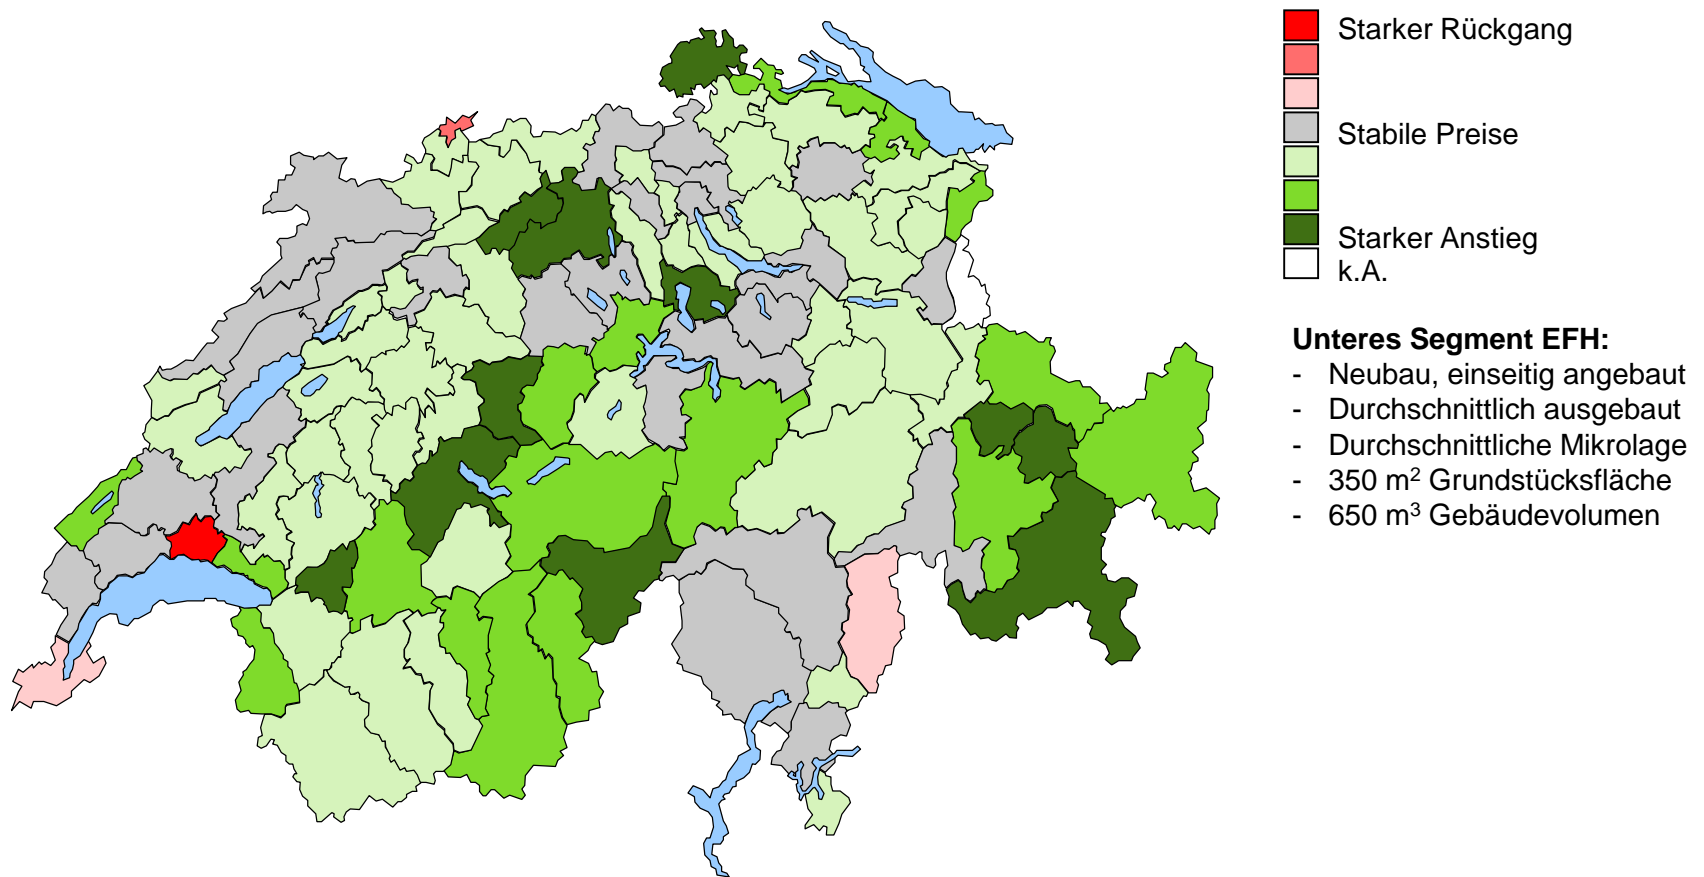 Starker Rückgang
Stabile Preise
Starker Anstieg
k.A.
Unteres Segment EFH:
- Neubau, einseitig angebaut
- Durchschnittlich ausgebaut
- Durchschnittliche Mikrolage
- 350 m² Grundstücksfläche
- 650 m³ Gebäudevolumen